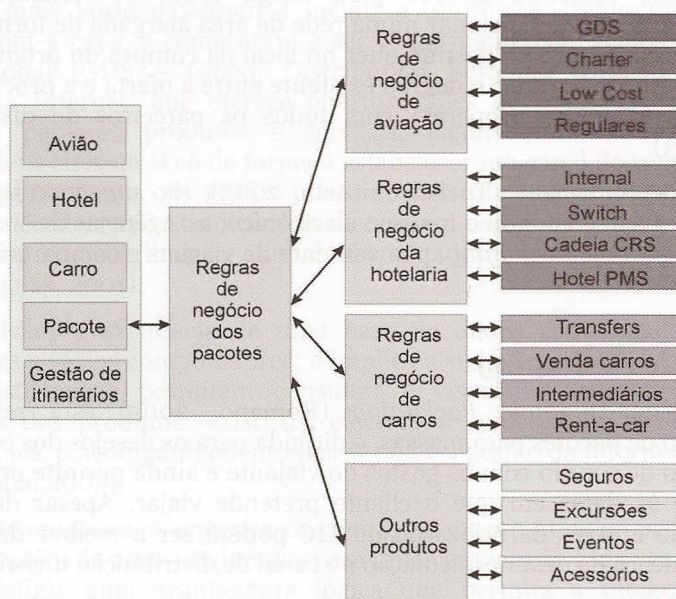 Avião
Hotel
Carro
Pacote
Gestão de
itinerários
Regras
de
negócio
dos
pacotes
Regras
de
negócio
de
aviação
GDS
Charter
Low Cost
Regulares
Regras
de
negócio
da
hotelaria
Internal
Switch
Cadeia CRS
Hotel PMS
Regras
de
negócio
de
carros
Transfers
Venda carros
Intermediários
Rent-a-car
Outros
produtos
Seguros
Excursões
Eventos
Acessórios